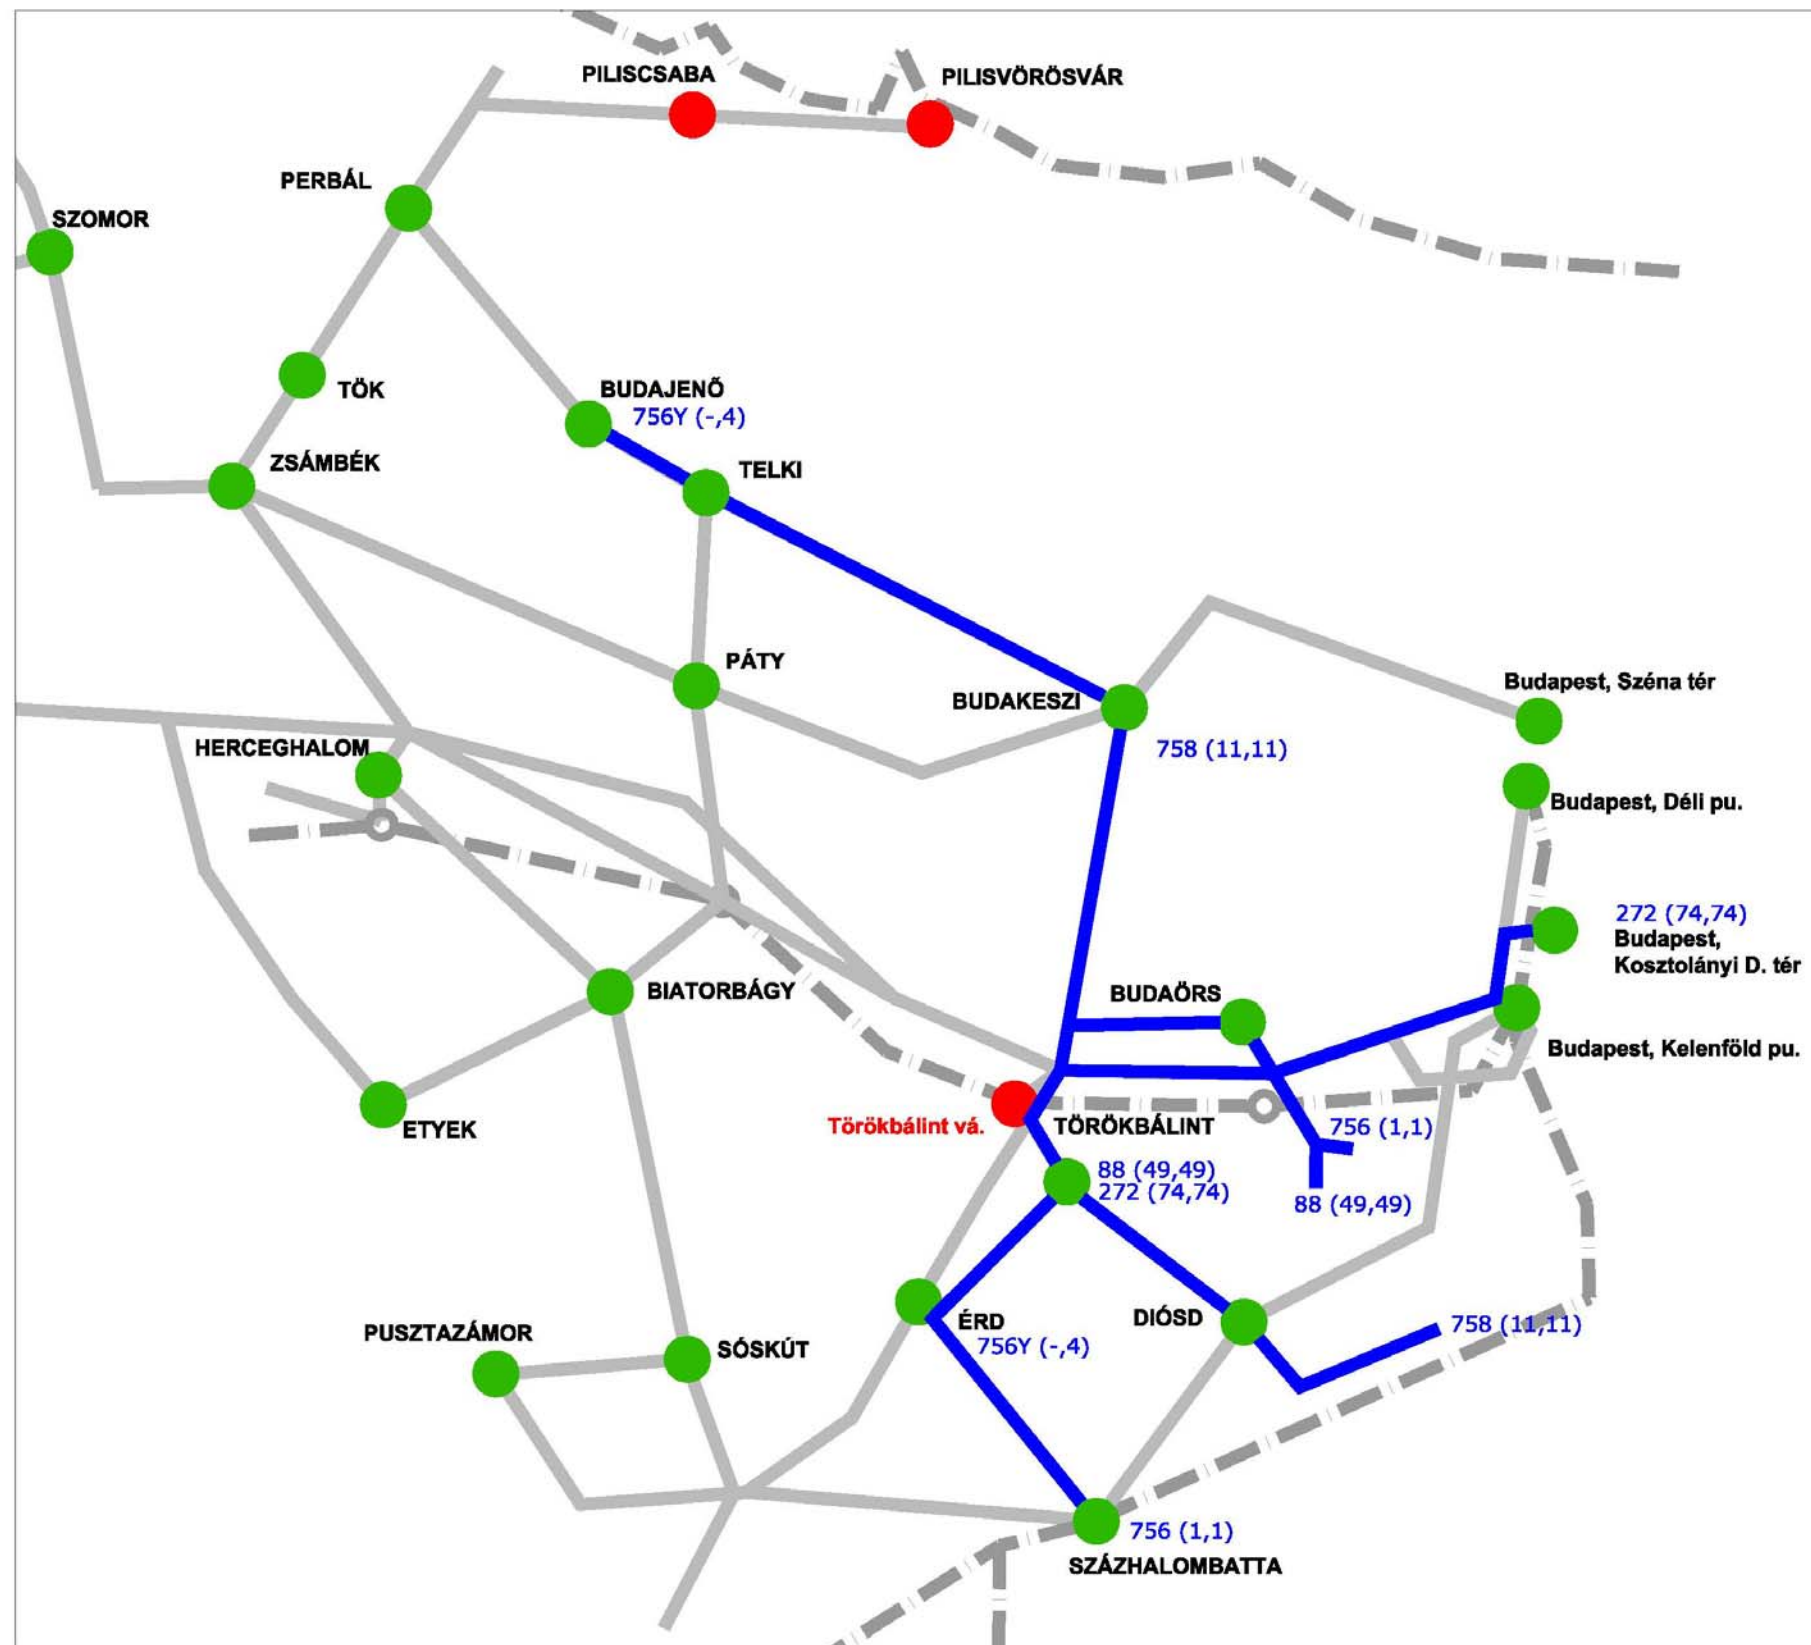 PILISCSABA
PILISVÖRÖSVÁR
PERBÁL
SZOMOR
TÖK
BUDAJENŐ
756Y (-,4)
ZSÁMBÉK
TELKI
PÁTY
BUDAKESZI
Budapest, Széna tér
758 (11,11)
HERCEGHALOM
Budapest, Déli pu.
272 (74,74)
Budapest,
Kosztolányi D. tér
BIATORBÁGY
BUDAÖRS
Budapest, Kelenföld pu.
ETYEK
Törökbálint vá.
TÖRÖKBÁLINT
756 (1,1)
88 (49,49)
272 (74,74)
88 (49,49)
ÉRD
756Y (-,4)
DIÓSD
758 (11,11)
PUSZTAZÁMOR
SÓSKÚT
756 (1,1)
SZÁZHALOMBATTA